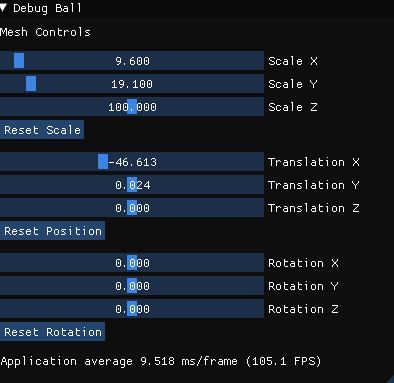 Debug Ball
Mesh Controls
9.600 Scale X
19.100 Scale Y
100.000 Scale Z
Reset Scale
-46.613 Translation X
0.024 Translation Y
0.000 Translation Z
Reset Position
0.000 Rotation X
0.000 Rotation Y
0.000 Rotation Z
Reset Rotation
Application average 9.518 ms/frame (105.1 FPS)